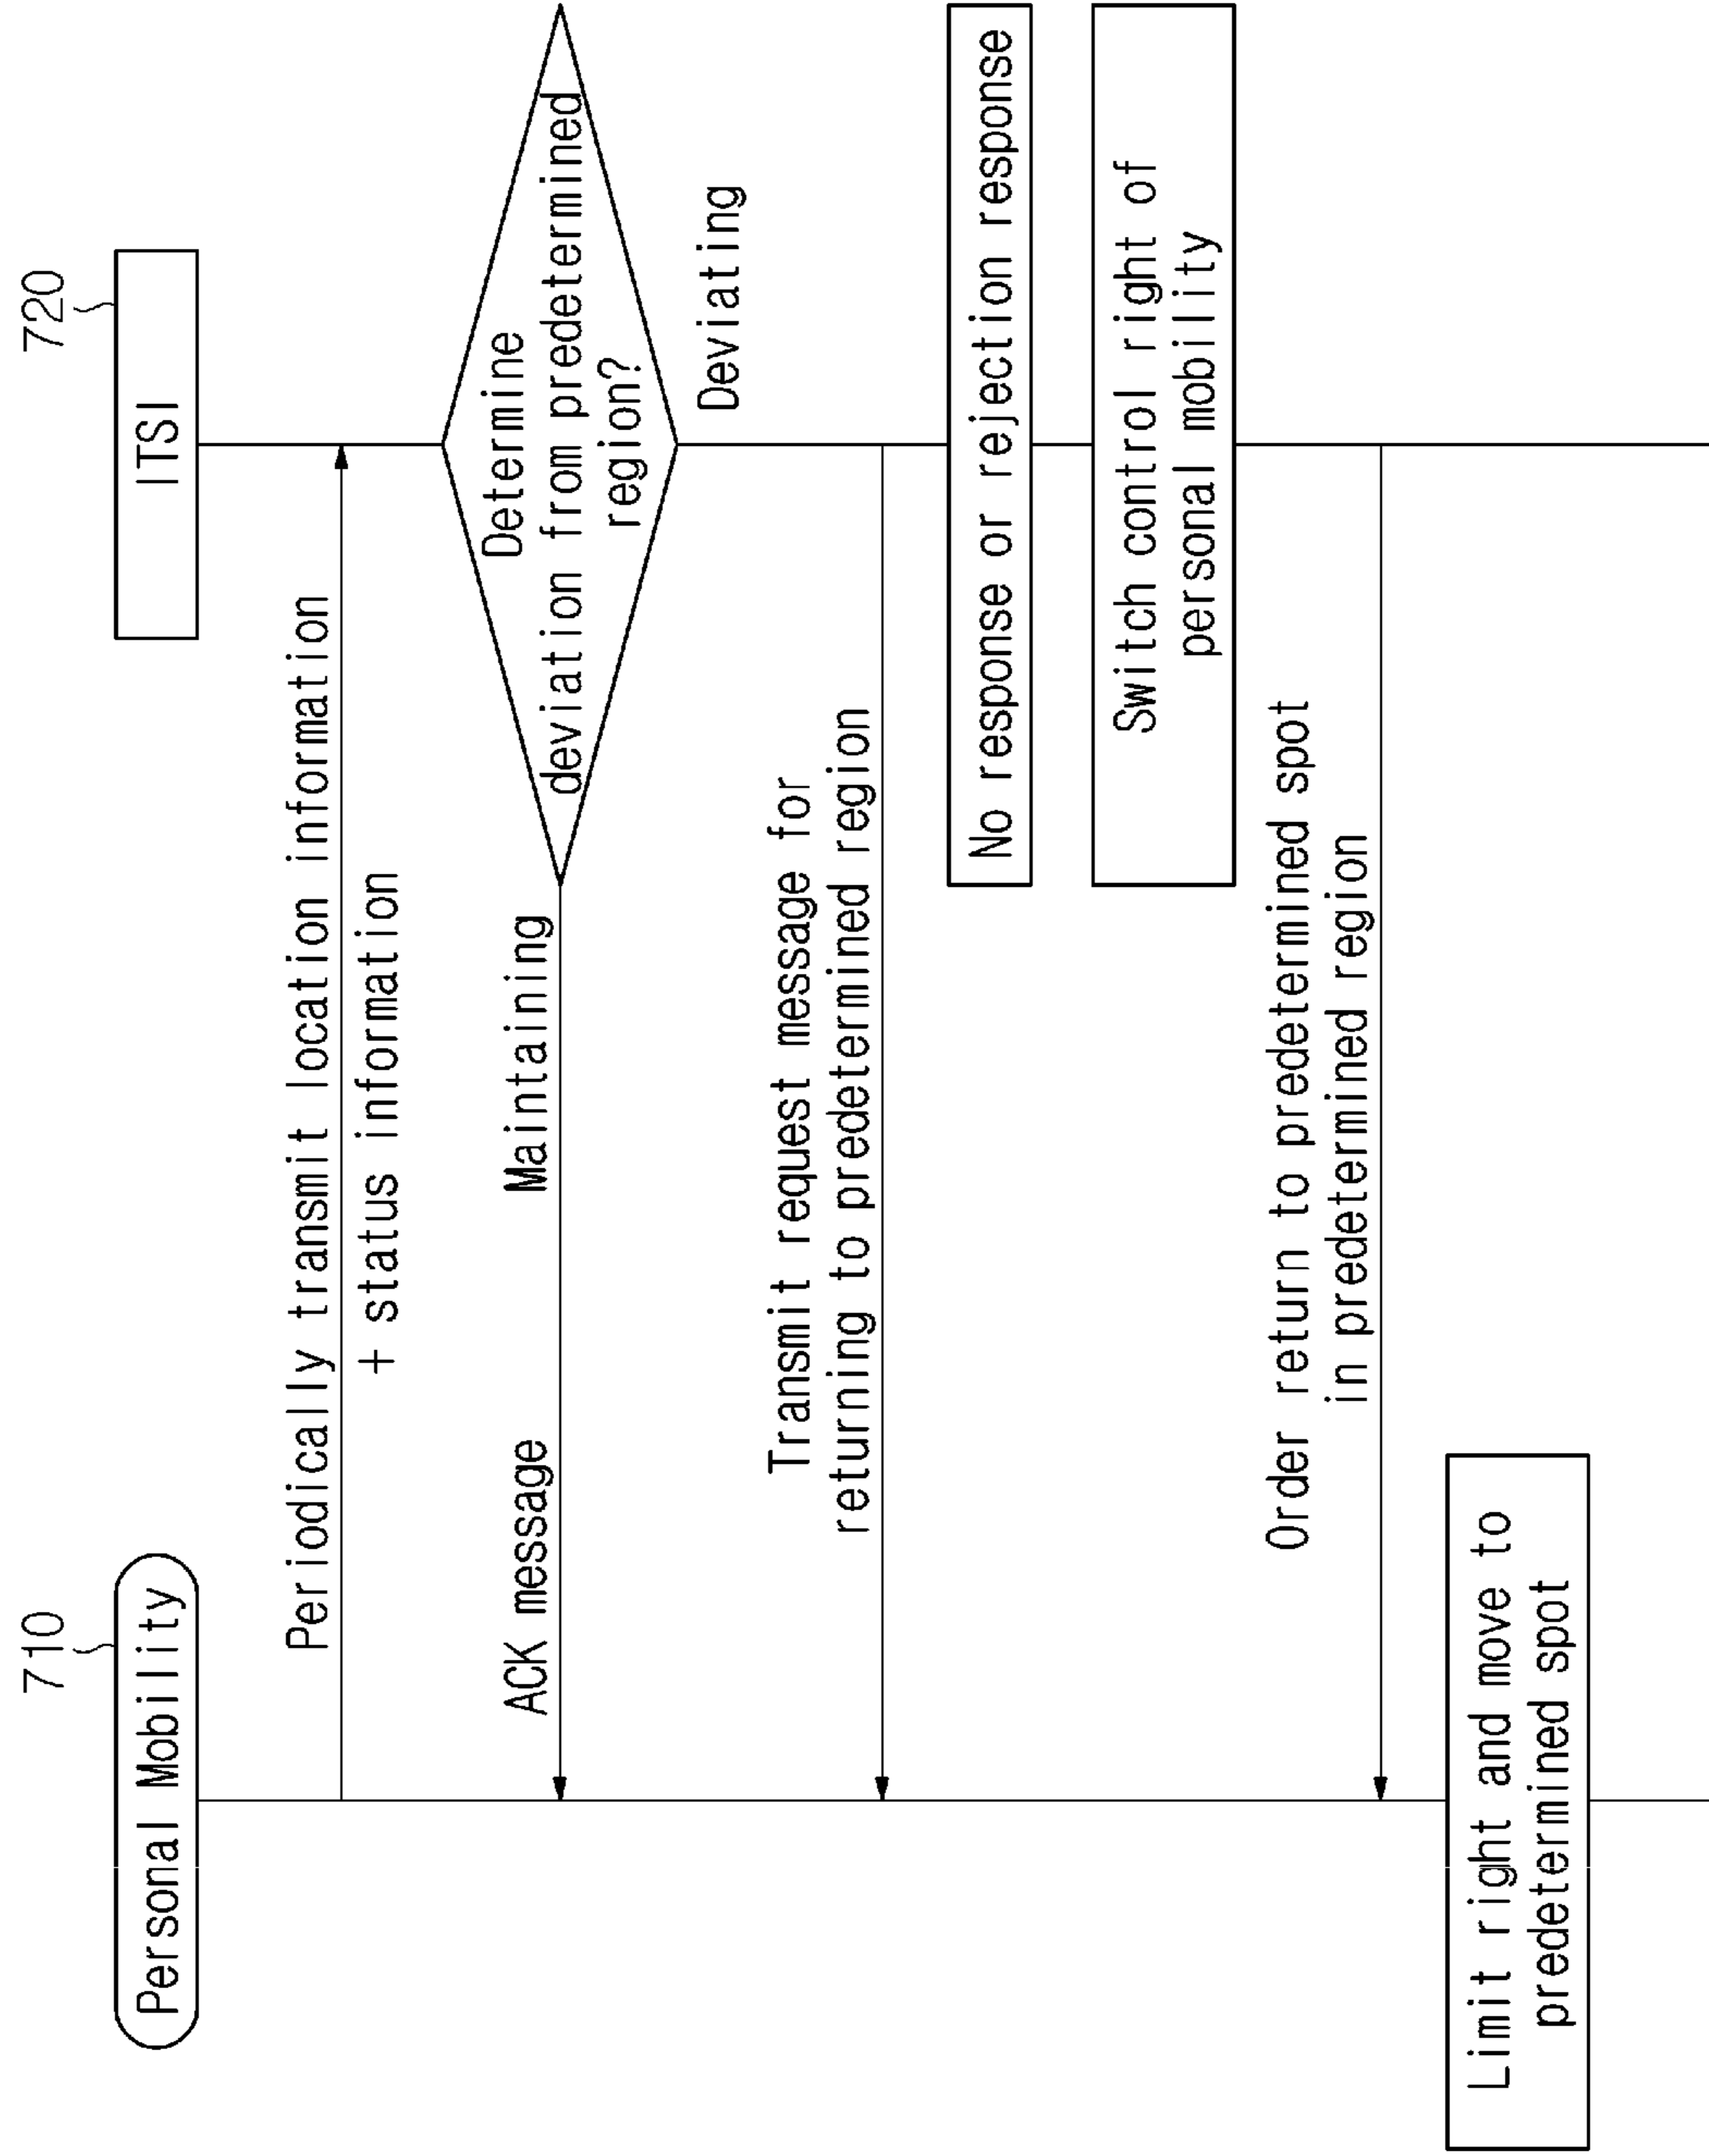 710
720
Personal Mobility
ITSI
Periodically transmit location information
+ status information
Determine
deviation from predetermined
region?
ACK message
Maintaining
Deviating
Transmit request message for
returning to predetermined region
No response or rejection response
Switch control right of
personal mobility
Order return to predetermined spot
in predetermined region
Limit right and move to
predetermined spot